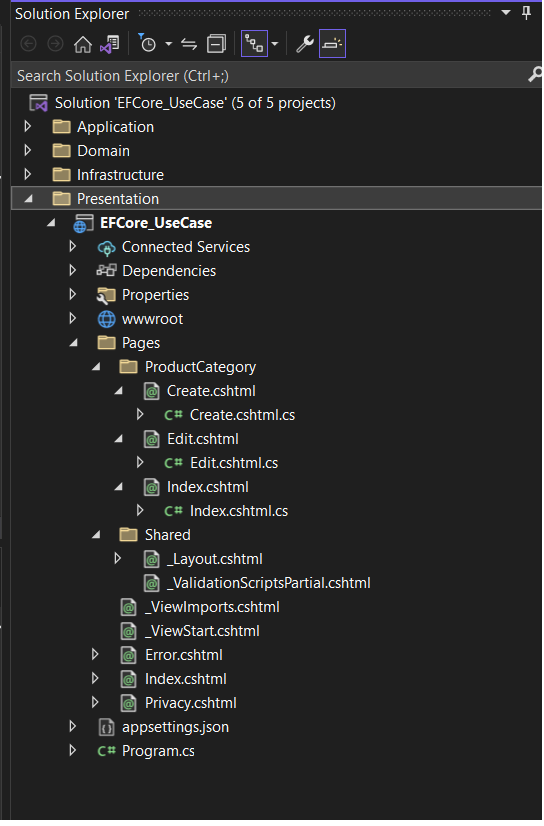 Solution Explorer
Search Solution Explorer (Ctrl+;)
Solution 'EFCore_UseCase' (5 of 5 projects)
Application
Domain
Infrastructure
Presentation
EFCore_UseCase
Connected Services
Dependencies
Properties
wwwroot
Pages
ProductCategory
Create.cshtml
C# Create.cshtml.cs
Edit.cshtml
C# Edit.cshtml.cs
Index.cshtml
C# Index.cshtml.cs
Shared
_Layout.cshtml
_ValidationScriptsPartial.cshtml
_ViewImports.cshtml
_ViewStart.cshtml
Error.cshtml
Index.cshtml
Privacy.cshtml
appsettings.json
C# Program.cs